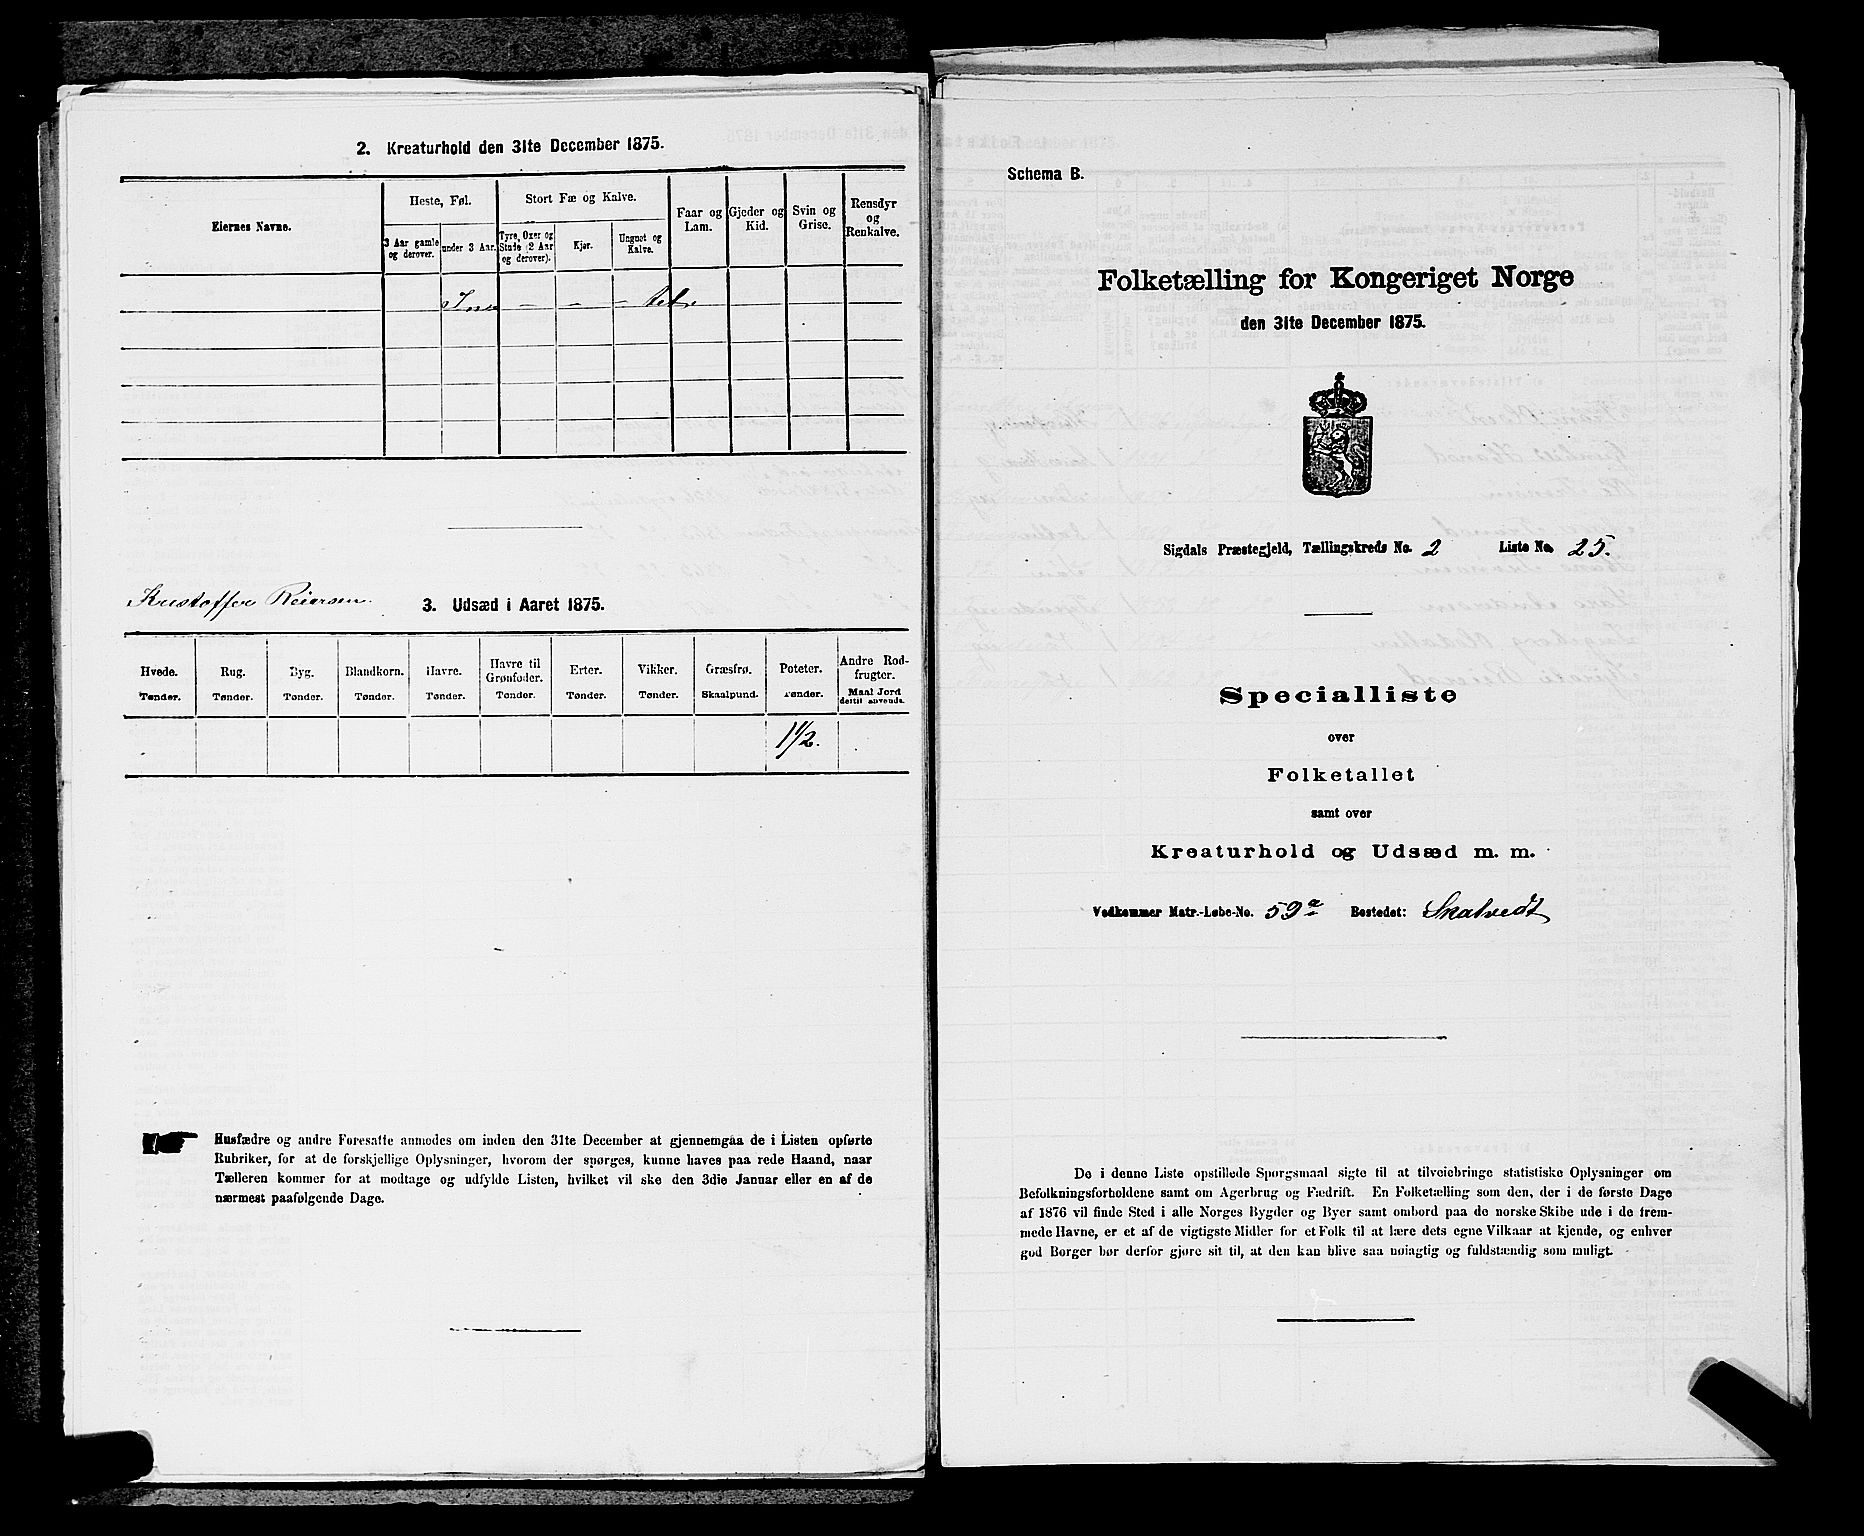 2. Kreaturhold den 31te December 1875.
Eiernes Navne.
Heste, Føl.
Stort Fæ og Kalve.
Faar og Lam.
Gjeder og Kid.
Svin og Grise.
Rensdyr og Renkalve.
3 Aar gamle og derover.
under 3 Aar.
Tyre, Oxer og Stude (2 Aar og derover).
Kjør.
Ungnøt og Kalve.
Kristoffer Reiersen.
3. Udsæd i Aaret 1875.
Hvede. Rug. Byg. Blandkorn. Havre. Havre til Grønfoder. Erter. Vikker. Græsfrø. Poteter. Andre Rodfrugter.
Tønder. Tønder. Tønder. Tønder. Tønder. Tønder. Tønder. Tønder. Skaalpund. Tønder. Maal Jord dertil anvendt.
1 1/2.
Husfædre og andre Foresatte anmodes om inden den 31te December at gjennemgaa de i Listen opførte
Rubriker, for at de forskjellige Oplysninger, hvorom der spørges, kunne haves paa rede Haand, naar
Tælleren kommer for at modtage og udfylde Listen, hvilket vil ske den 3die Januar eller en af de
nærmest paafølgende Dage.
Schema B.
Folketælling for Kongeriget Norge
den 31te December 1875.
Sigdals Præstegjeld, Tællingskreds No. 2 Liste No. 25.
Specialliste
over
Folketallet
samt over
Kreaturhold og Udsæd m. m.
Vedkommer Matr.-Løbe-No. 59a Bostedet: Skatvedt
De i denne Liste opstillede Spørgsmaal sigte til at tilveiebringe statistiske Oplysninger om
Befolkningsforholdene samt om Agerbrug og Fædrift. En Folketælling som den, der i de første Dage
af 1876 vil finde Sted i alle Norges Bygder og Byer samt ombord paa de norske Skibe ude i de frem-
mede Havne, er et af de vigtigste Midler for et Folk til at lære dets egne Vilkaar at kjende, og enhver
god Borger bør derfor gjøre sit til, at den kan blive saa nøiagtig og fuldstændig som muligt.